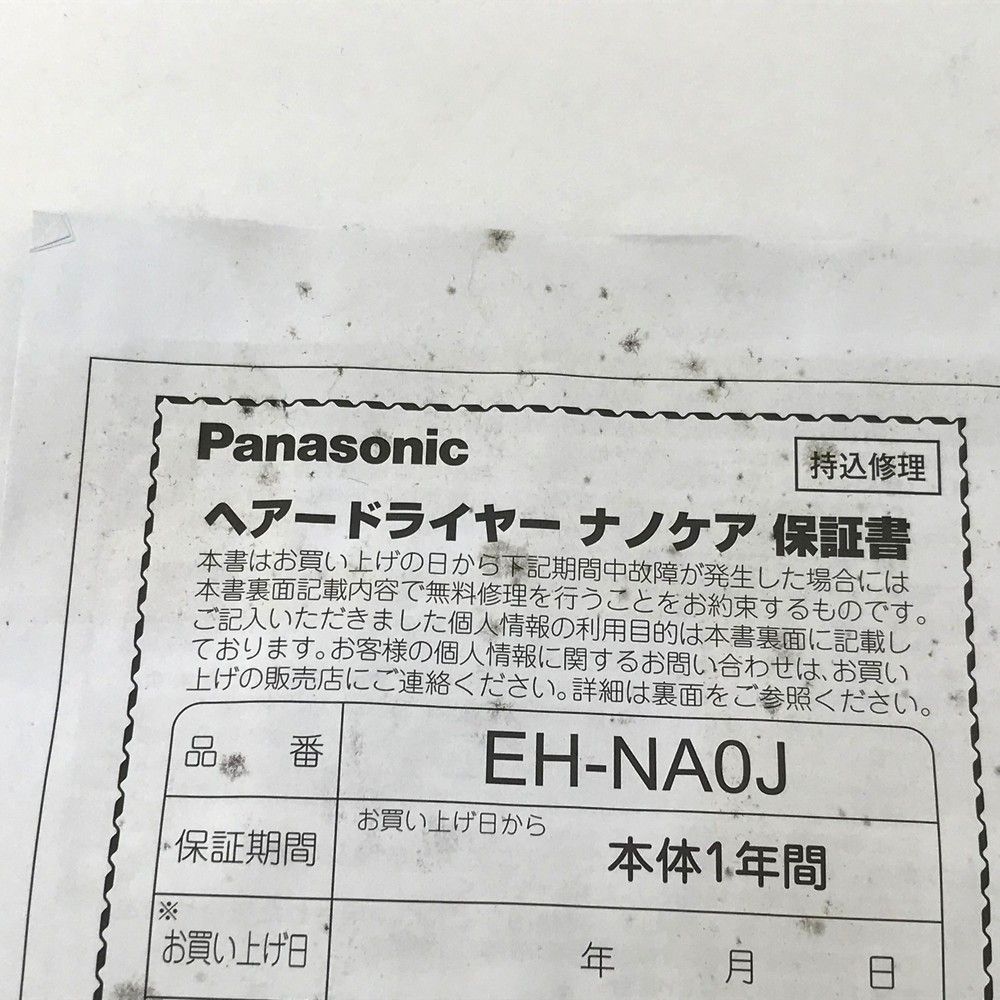 Panasonic
持込修理
ヘアードライヤー ナノケア 保証書
本書はお買い上げの日から下記期間中故障が発生した場合には
本書裏面記載内容で無料修理を行うことをお約束するものです。
ご記入いただきました個人情報の利用目的は本書裏面に記載し
ております。お客様の個人情報に関するお問い合わせは、お買い
上げの販売店にご連絡ください。詳細は裏面をご参照ください。
品 番 EH-NA0J
保証期間 お買い上げ日から 本体1年間
※
お買い上げ日 年 月 日